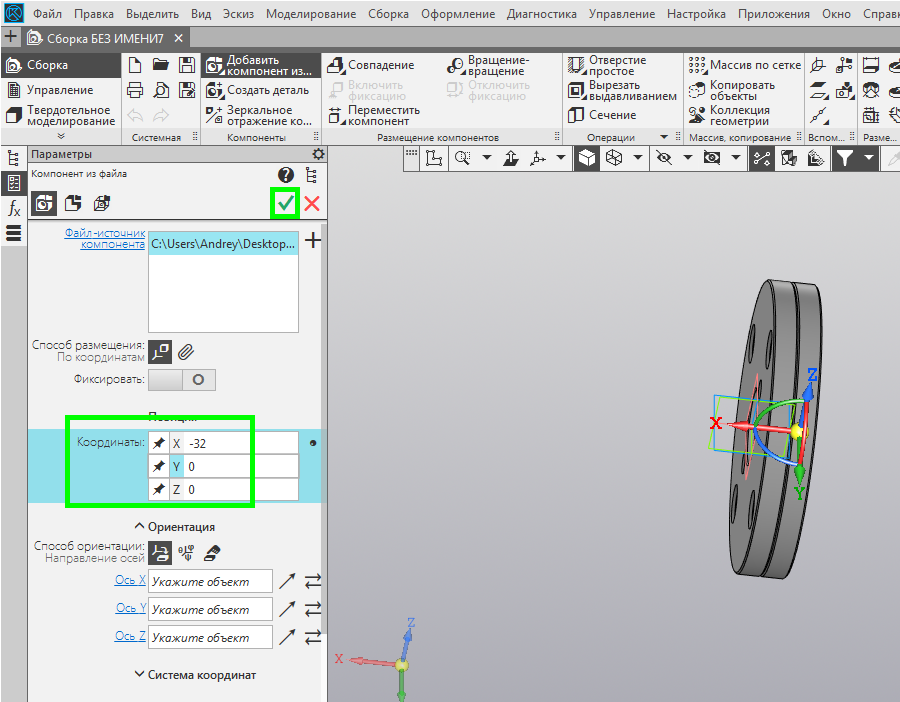 Файл Правка Выделить Вид Эскиз Моделирование Сборка Оформление Диагностика Управление Настройка Приложения Окно Справ
Сборка БЕЗ ИМЕНИ7
Сборка
Управление
Твердотельное
моделирование
Системная
Добавить
компонент из...
Создать деталь
Зеркальное
отражение ко...
Компоненты
Совпадение
Включить
фиксацию
Переместить
компонент
Вращение-
вращение
Отключить
фиксацию
Размещение компонентов
Отверстие
простое
Вырезать
выдавливанием
Сечение
Операции
Массив по сетке
Копировать
объекты
Коллекция
геометрии
Массив, копирование
Вспом...
Разме...
Параметры
Компонент из файла
Файл-источник
компонента
C:\Users\Andrey\Desktop...
Способ размещения:
По координатам
Фиксировать:
Позиция
Координаты:
X -32
Y 0
Z 0
Ориентация
Способ ориентации:
Направление осей
Ось X Укажите объект
Ось Y Укажите объект
Ось Z Укажите объект
Система координат
Z
X
Y
Z
X